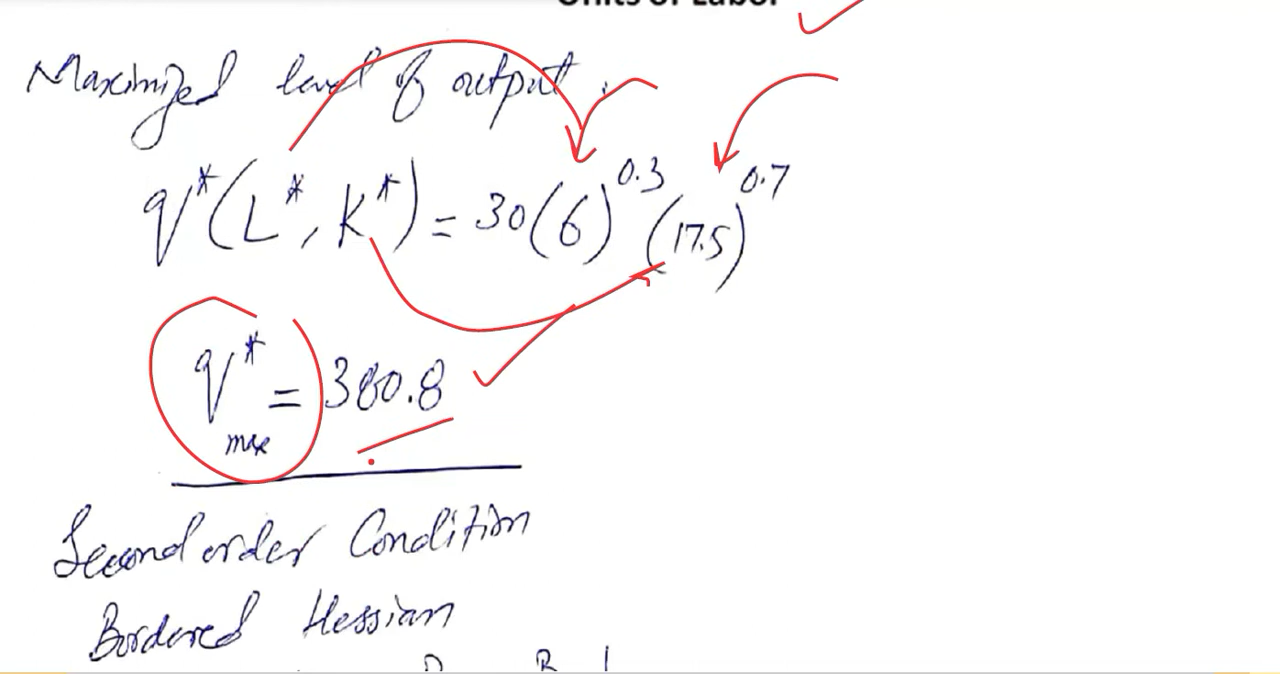 Units of Labor
Maximized level of output.
q*(L*, K*) = 30(6)^0.3 (17.5)^0.7
q*max = 380.8
Second order Condition
Bordered Hessian